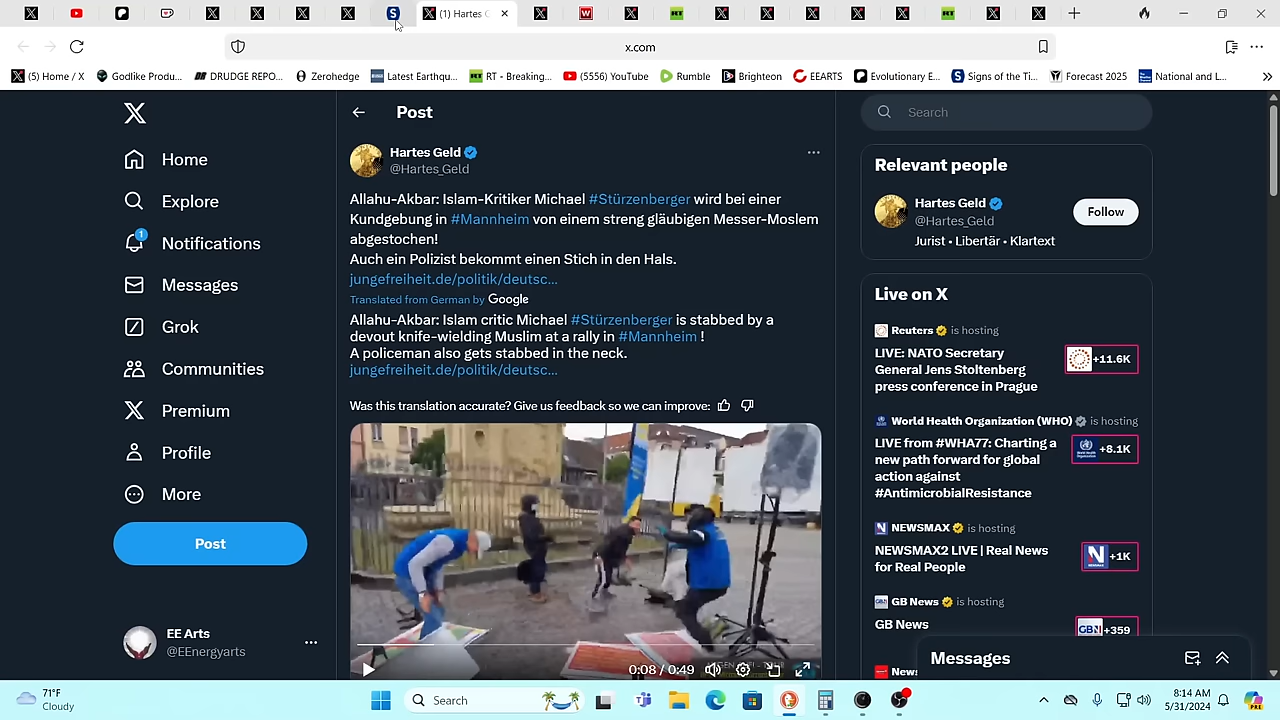 (1) Hartes G
x.com
(5) Home / X
Godlike Produ...
DRUDGE REPO...
Zerohedge
Latest Earthqu...
RT - Breaking...
(5556) YouTube
Rumble
Brighteon
EEARTS
Evolutionary E...
Signs of the Ti...
Forecast 2025
National and L...
Home
Explore
1
Notifications
Messages
Grok
Communities
Premium
Profile
More
Post
EE Arts
@EEnergyarts
Post
Hartes Geld
@Hartes_Geld
Allahu-Akbar: Islam-Kritiker Michael #Stürzenberger wird bei einer
Kundgebung in #Mannheim von einem streng gläubigen Messer-Moslem
abgestochen!
Auch ein Polizist bekommt einen Stich in den Hals.
jungefreiheit.de/politik/deutsc...
Translated from German by Google
Allahu-Akbar: Islam critic Michael #Stürzenberger is stabbed by a
devout knife-wielding Muslim at a rally in #Mannheim !
A policeman also gets stabbed in the neck.
jungefreiheit.de/politik/deutsc...
Was this translation accurate? Give us feedback so we can improve:
0:08 / 0:49
Search
Relevant people
Hartes Geld
@Hartes_Geld
Follow
Jurist • Libertär • Klartext
Live on X
Reuters is hosting
LIVE: NATO Secretary
General Jens Stoltenberg
press conference in Prague
+11.6K
World Health Organization (WHO) is hosting
LIVE from #WHA77: Charting a
new path forward for global
action against
#AntimicrobialResistance
+8.1K
NEWSMAX is hosting
NEWSMAX2 LIVE | Real News
for Real People
+1K
GB News is hosting
GB News
+359
News
Messages
71°F
Cloudy
Search
8:14 AM
5/31/2024